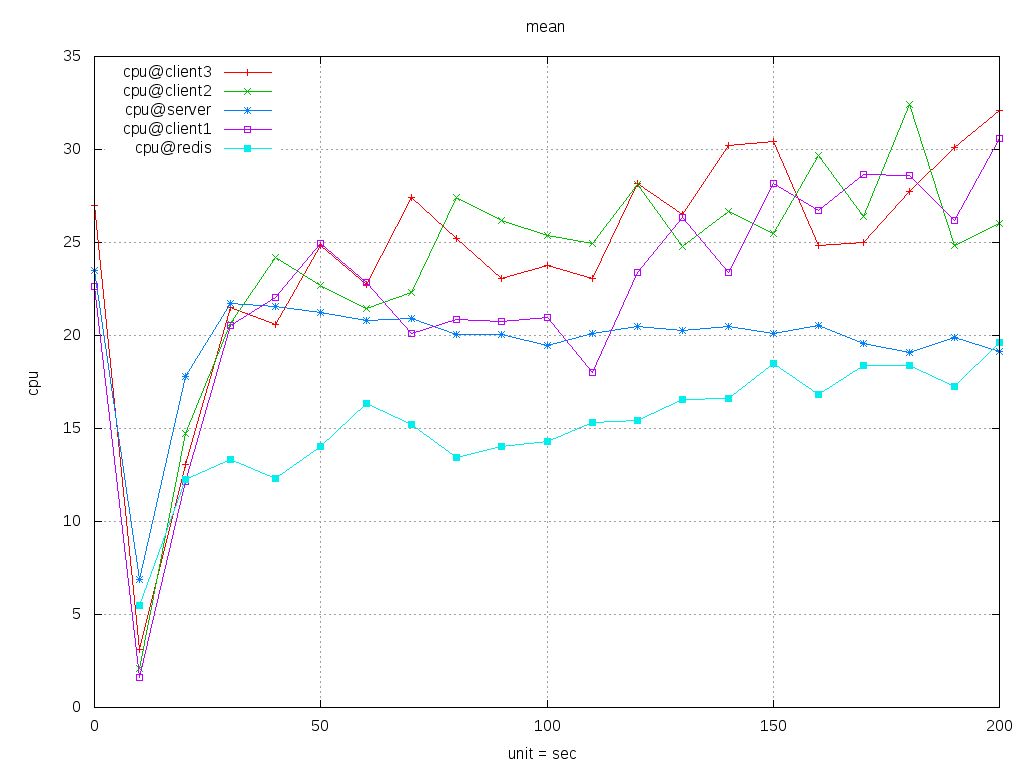 mean
35
30
25
20
15
10
5
0
cpu
cpu@client3
cpu@client2
cpu@server
cpu@client1
cpu@redis
0 50 100 150 200
unit = sec